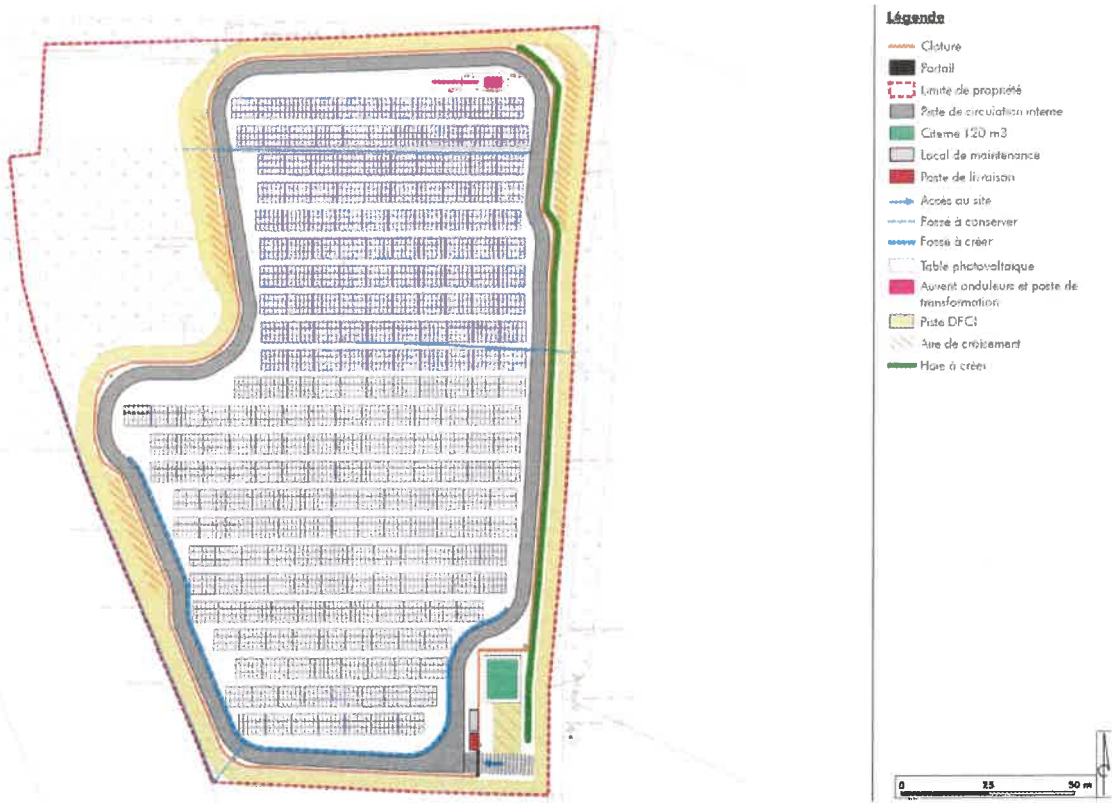 Légende
Cloture
Portail
Limite de propriété
Piste de circulation interne
Citerne 120 m3
Local de maintenance
Poste de livraison
Accès au site
Fossé à conserver
Fossé à créer
Table photovoltaïque
Auvent onduleurs et poste de
transformation
Piste DFCI
Aire de croisement
Haie à créer
0 25 50 m